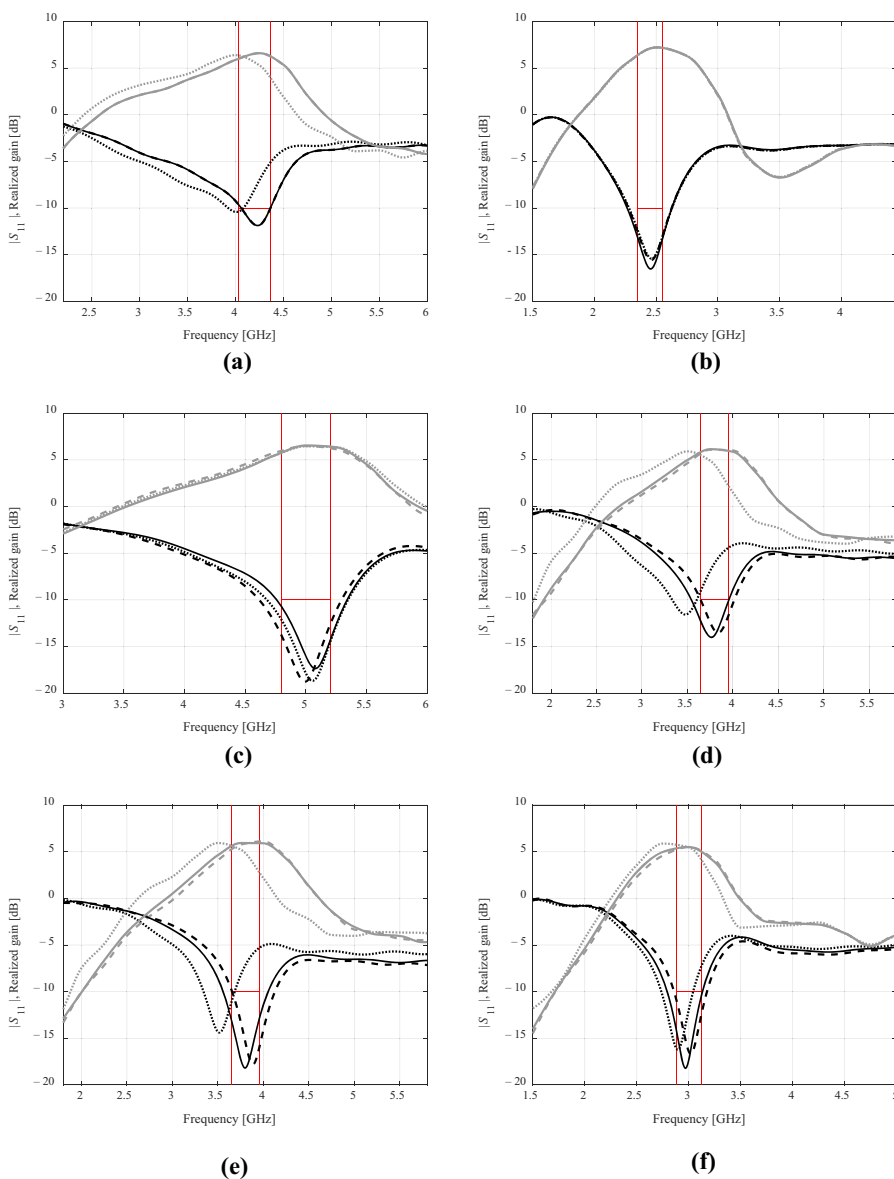 10
5
0
−5
−10
−15
−20
|S11|, Realized gain [dB]
2.5 3 3.5 4 4.5 5 5.5 6
Frequency [GHz]
(a)
10
5
0
−5
−10
-15
−20
|S11|, Realized gain [dB]
1.5 2 2.5 3 3.5 4
Frequency [GHz]
(b)
10
5
0
−5
−10
−15
−20
|S11|, Realized gain [dB]
3 3.5 4 4.5 5 5.5 6
Frequency [GHz]
(c)
10
5
0
−5
−10
−15
−20
|S11|, Realized gain [dB]
2 2.5 3 3.5 4 4.5 5 5.5
Frequency [GHz]
(d)
10
5
0
−5
−10
−15
−20
|S11|, Realized gain [dB]
2 2.5 3 3.5 4 4.5 5 5.5
Frequency [GHz]
(e)
10
5
0
−5
−10
−15
−20
|S11|, Realized gain [dB]
1.5 2 2.5 3 3.5 4 4.5
Frequency [GHz]
(f)